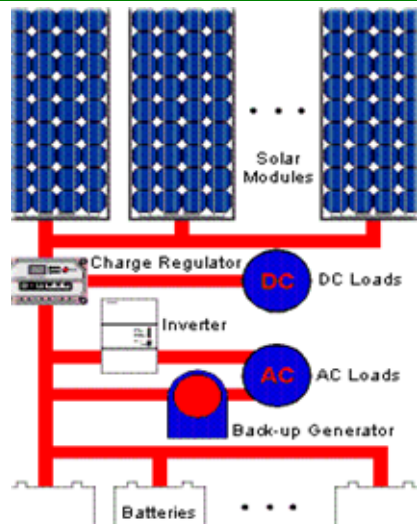 Solar
Modules
Charge Regulator
DC
DC Loads
Inverter
AC
AC Loads
Back-up Generator
Batteries